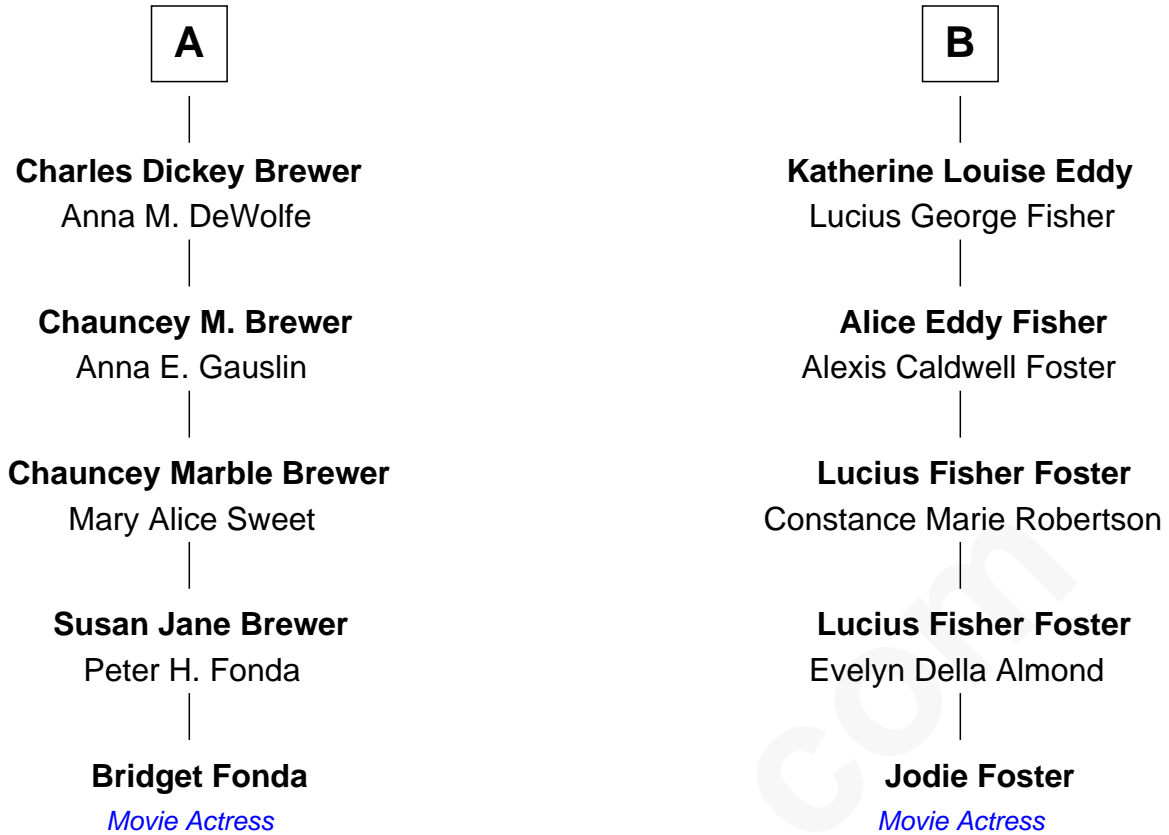 A
Charles Dickey Brewer
Anna M. DeWolfe
Chauncey M. Brewer
Anna E. Gauslin
Chauncey Marble Brewer
Mary Alice Sweet
Susan Jane Brewer
Peter H. Fonda
Bridget Fonda
Movie Actress
B
Katherine Louise Eddy
Lucius George Fisher
Alice Eddy Fisher
Alexis Caldwell Foster
Lucius Fisher Foster
Constance Marie Robertson
Lucius Fisher Foster
Evelyn Della Almond
Jodie Foster
Movie Actress
com